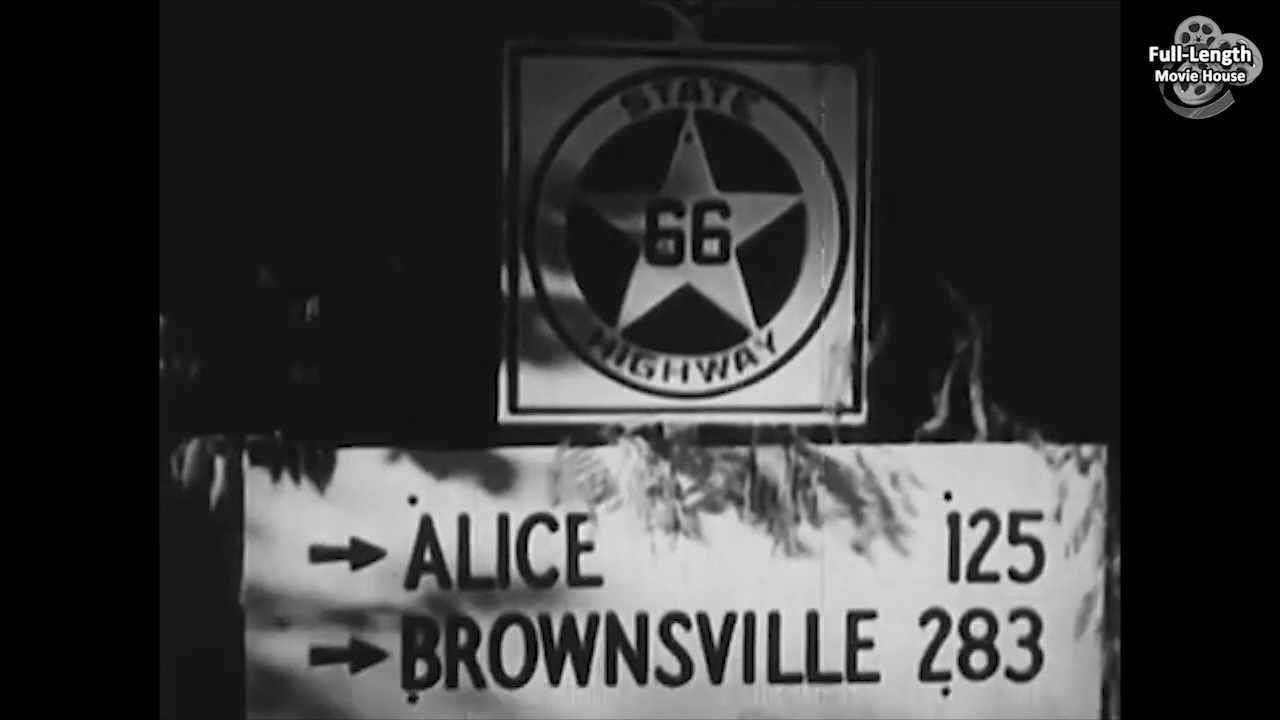 Full-Length
Movie House
STATE
66
HIGHWAY
ALICE 125
BROWNSVILLE 283